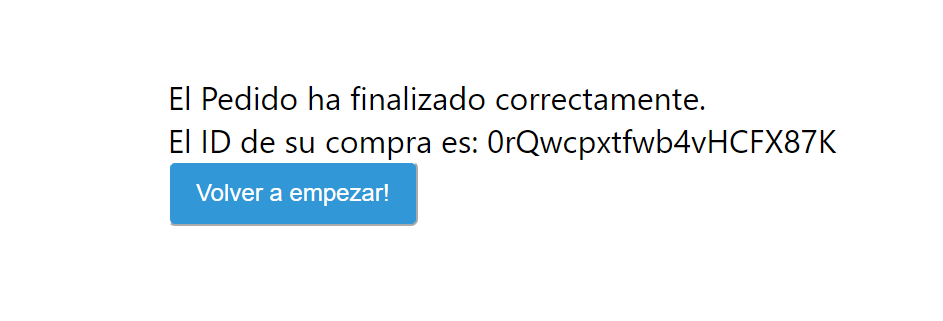 El Pedido ha finalizado correctamente.
El ID de su compra es: 0rQwcpxtfwb4vHCFX87K
Volver a empezar!